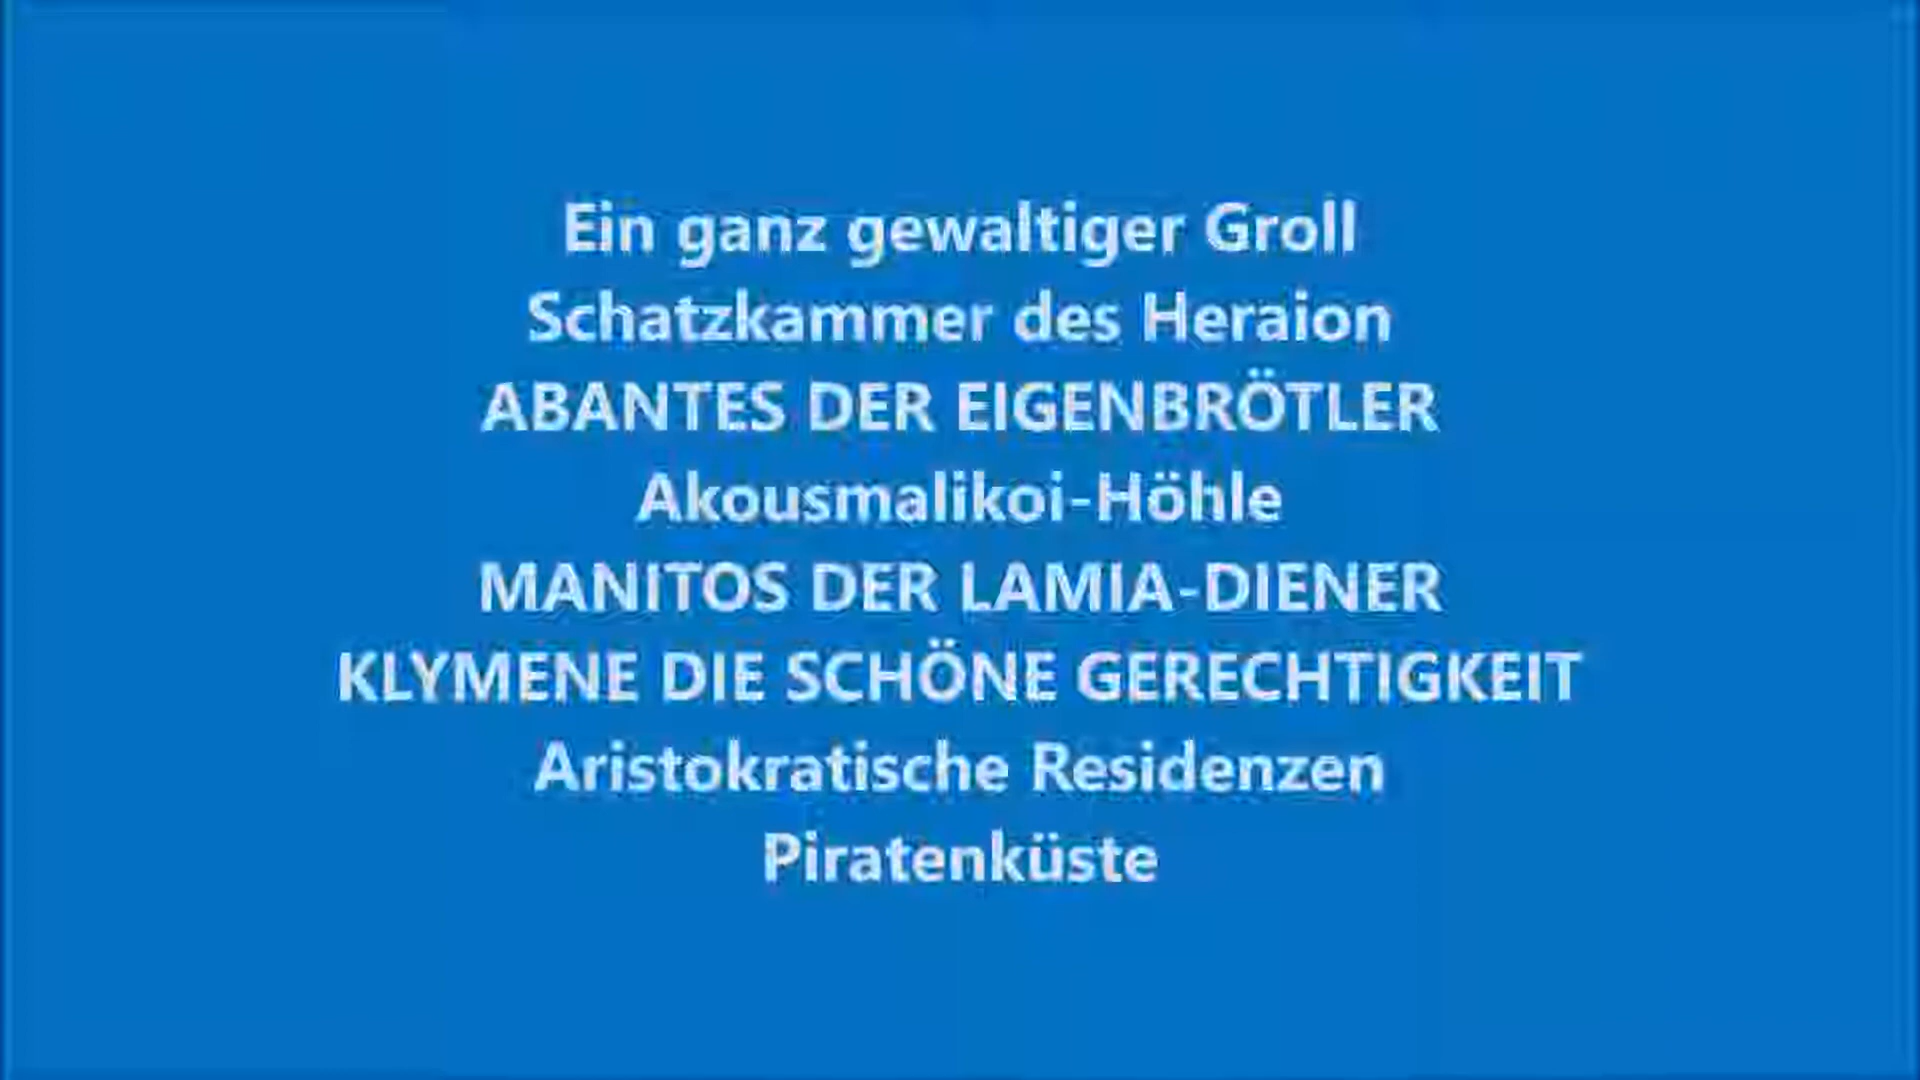 Ein ganz gewaltiger Groll
Schatzkammer des Heraion
ABANTES DER EIGENBRÖTLER
Akousmalikoi-Höhle
MANITOS DER LAMIA-DIENER
KLYMENE DIE SCHÖNE GERECHTIGKEIT
Aristokratische Residenzen
Piratenküste